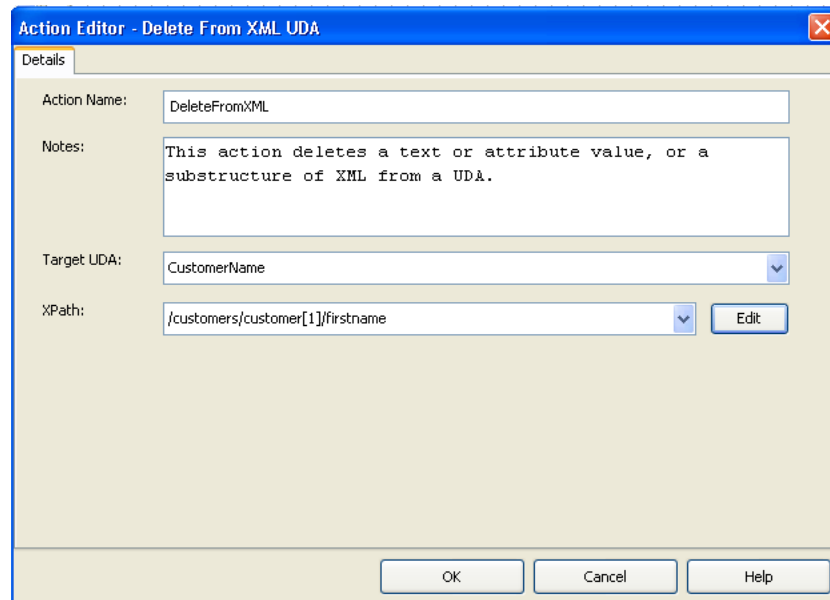 Action Editor - Delete From XML UDA
Details
Action Name:
DeleteFromXML
Notes:
This action deletes a text or attribute value, or a
substructure of XML from a UDA.
Target UDA:
CustomerName
XPath:
/customers/customer[1]/firstname
Edit
OK
Cancel
Help